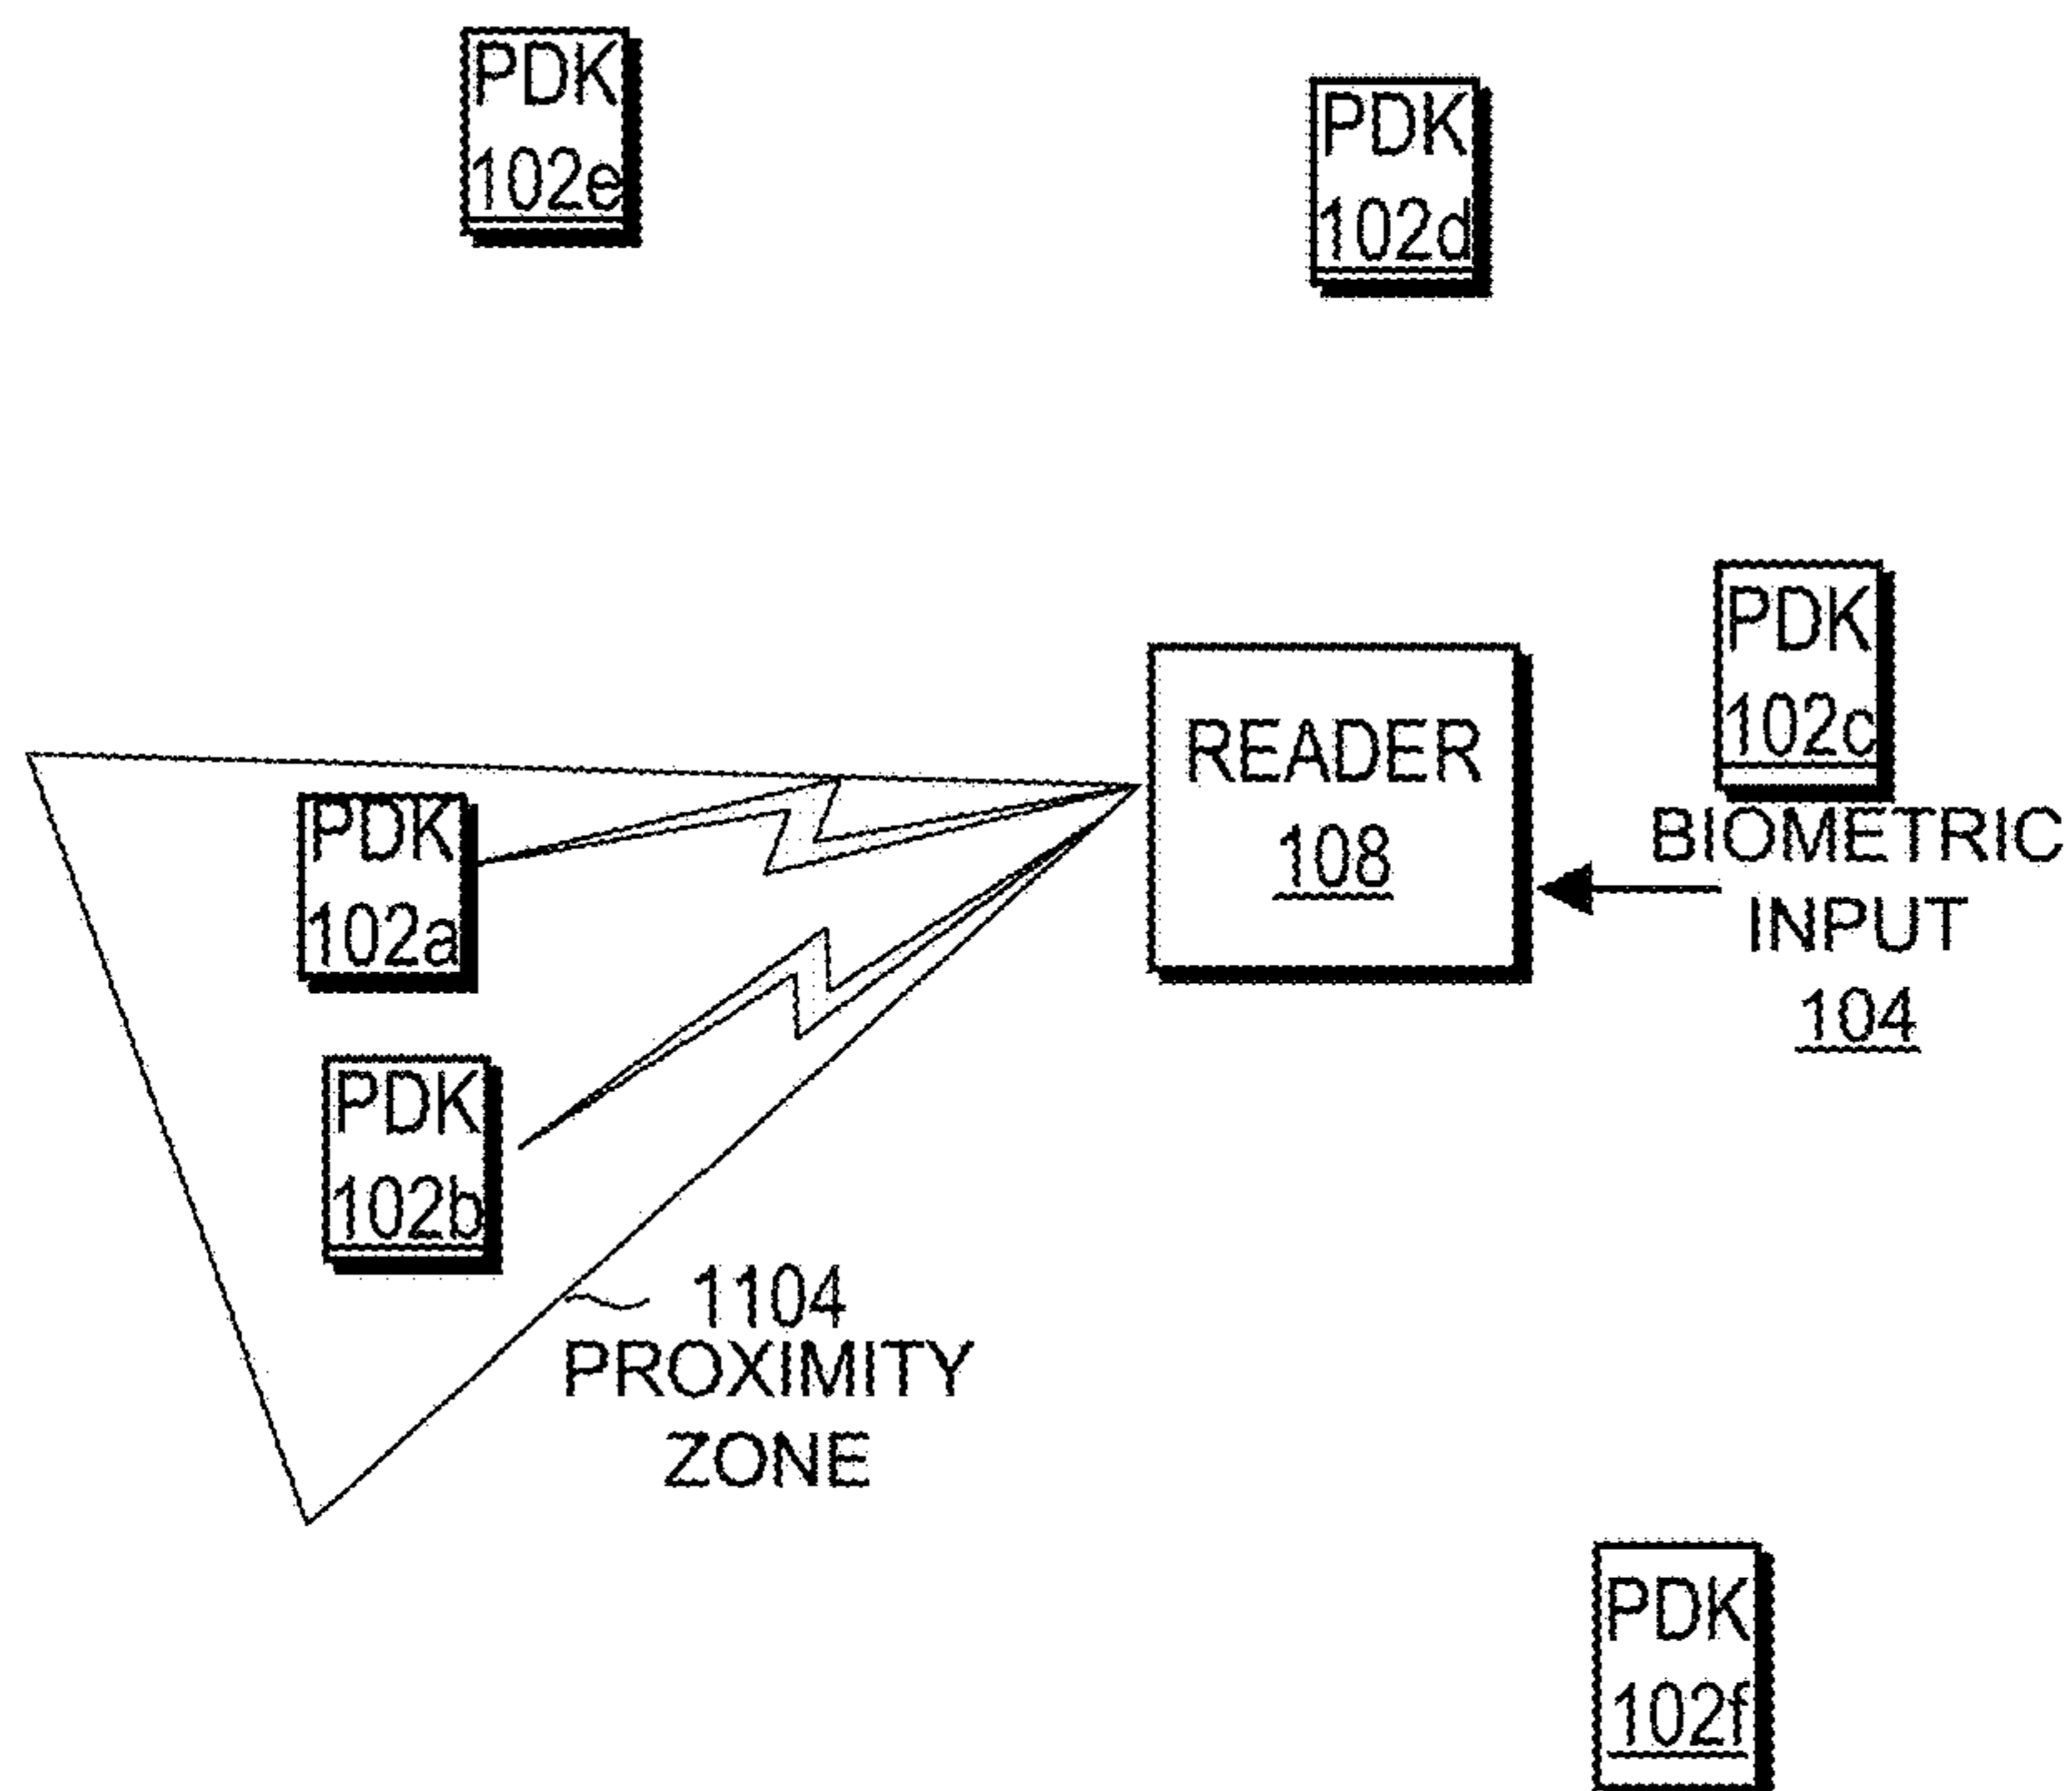 PDK
102e
PDK
102d
PDK
102c
READER
108
BIOMETRIC
INPUT
104
PDK
102a
PDK
102b
1104
PROXIMITY
ZONE
PDK
102f